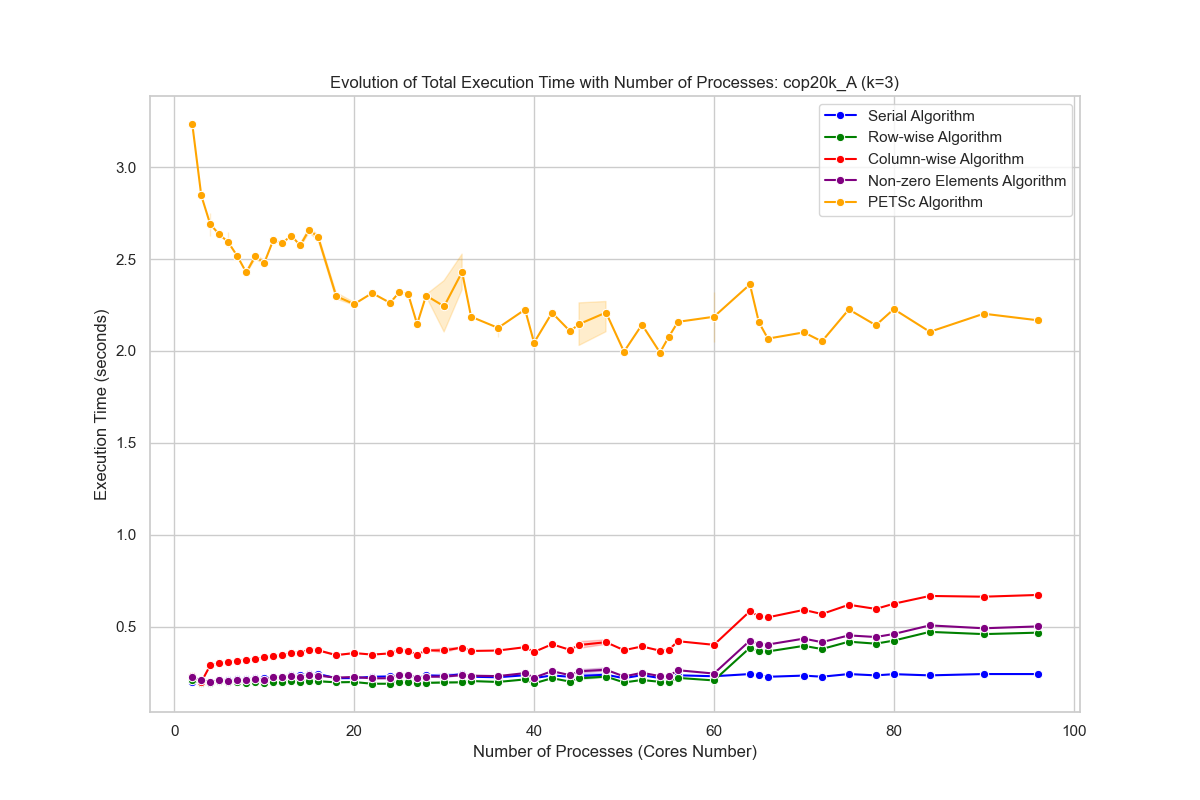 Evolution of Total Execution Time with Number of Processes: cop20k_A (k=3)
Serial Algorithm
Row-wise Algorithm
Column-wise Algorithm
Non-zero Elements Algorithm
PETSc Algorithm
Execution Time (seconds)
3.0
2.5
2.0
1.5
1.0
0.5
0 20 40 60 80 100
Number of Processes (Cores Number)